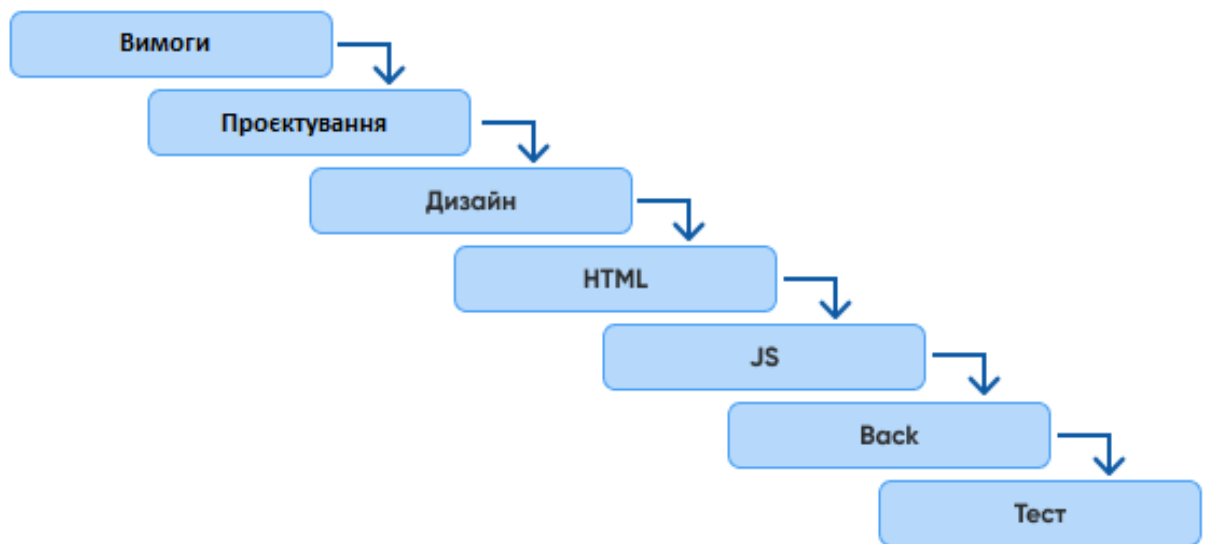 Вимоги
Проєктування
Дизайн
HTML
JS
Back
Тест